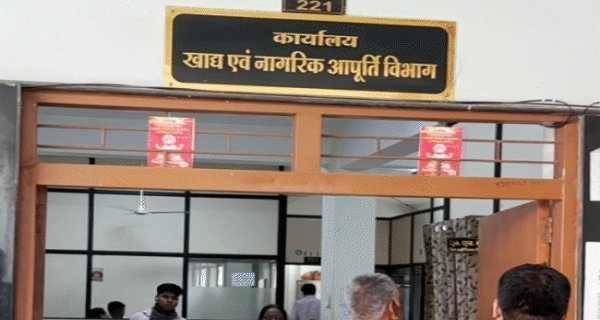 221
कार्यालय
खाद्य एवं नागरिक आपूर्ति विभाग